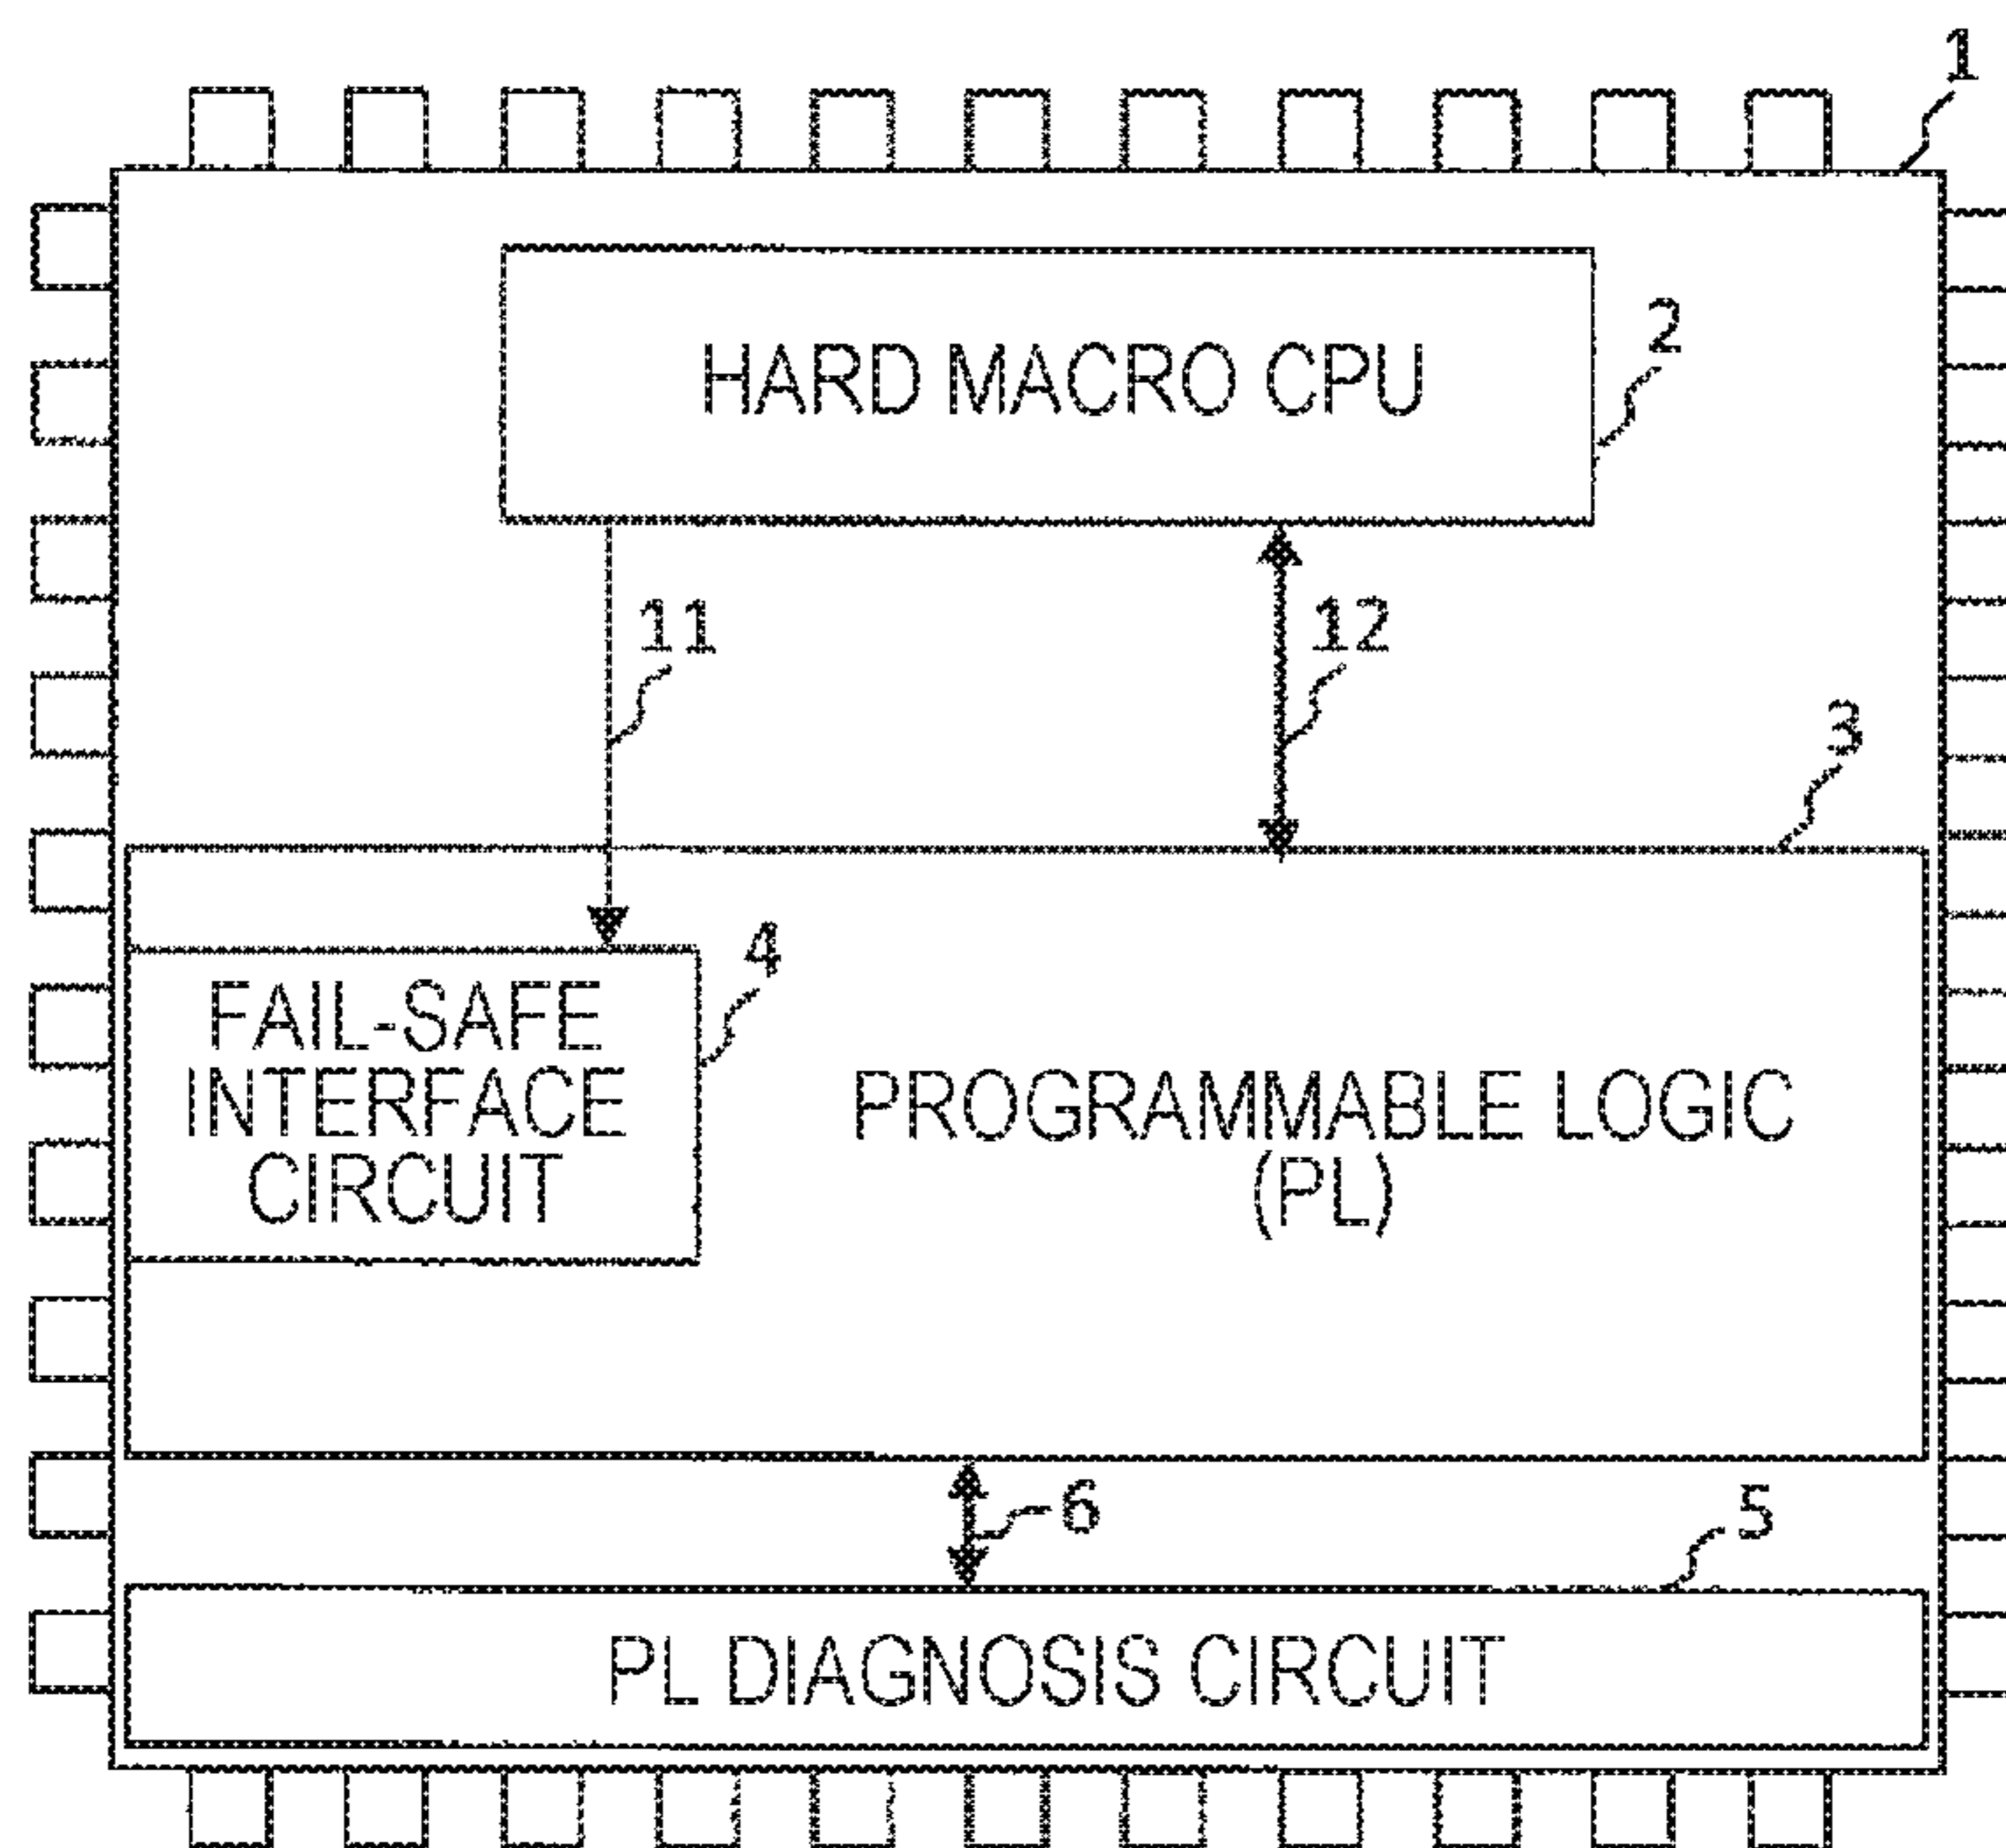 1
HARD MACRO CPU
2
11
12
3
4
FAIL-SAFE
INTERFACE
CIRCUIT
PROGRAMMABLE LOGIC
(PL)
6
5
PL DIAGNOSIS CIRCUIT